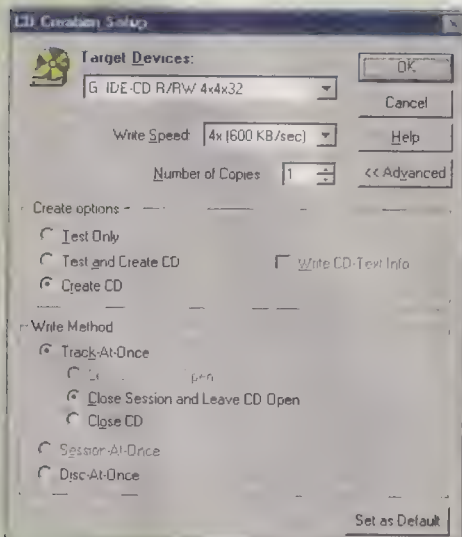 CD Creation Setup
Target Devices:
G IDE-CD R/RW 4x4x32
OK
Cancel
Write Speed 4x (600 KB/sec)
Help
Number of Copies 1
<< Advanced
Create options
Test Only
Test and Create CD
Write CD-Text Info
Create CD
Write Method
Track-At-Once
Close Session and Leave CD Open
Close CD
Session-At-Once
Disc-At-Once
Set as Default